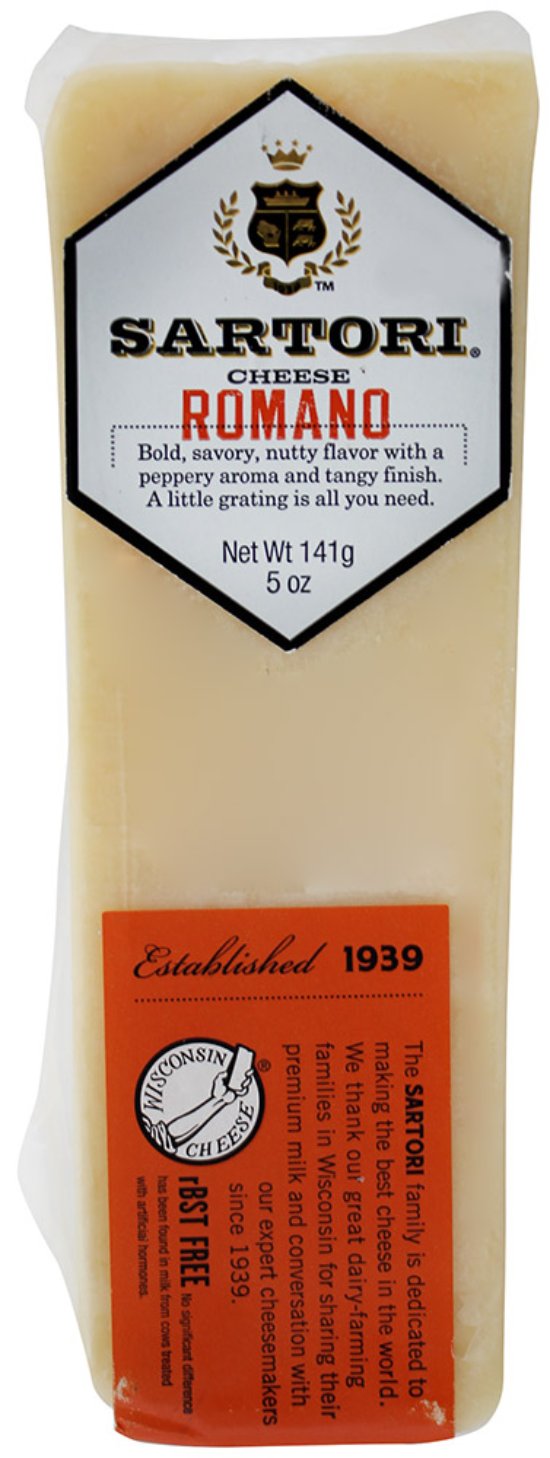 TM
SARTORI®
CHEESE
ROMANO
Bold, savory, nutty flavor with a
peppery aroma and tangy finish.
A little grating is all you need.
Net Wt 141g
5 oz
Established 1939
The SARTORI family is dedicated to
making the best cheese in the world.
We thank our great dairy-farming
families in Wisconsin for sharing their
premium milk and conversation with
our expert cheesemakers
since 1939.
WISCONSIN
CHEESE
®
rBST FREE No significant difference
has been found in milk from cows treated
with artificial hormones.